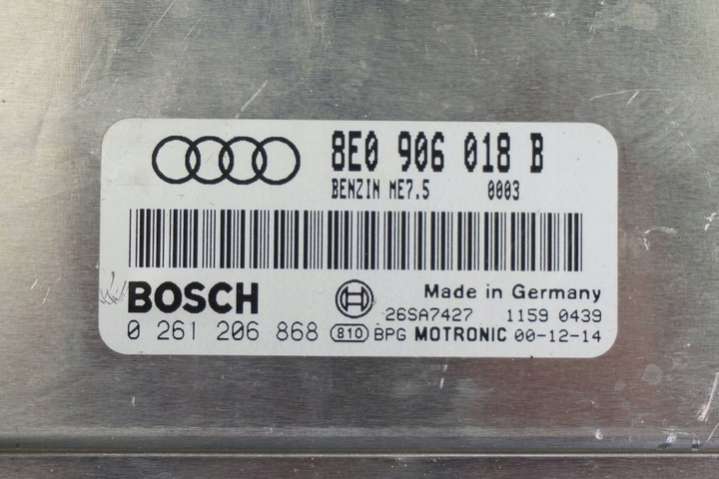 8E0 906 018 B
BENZIN ME7.5 0003
BOSCH
Made in Germany
26SA7427 1159 0439
0 261 206 868 810 BPG MOTRONIC 00-12-14